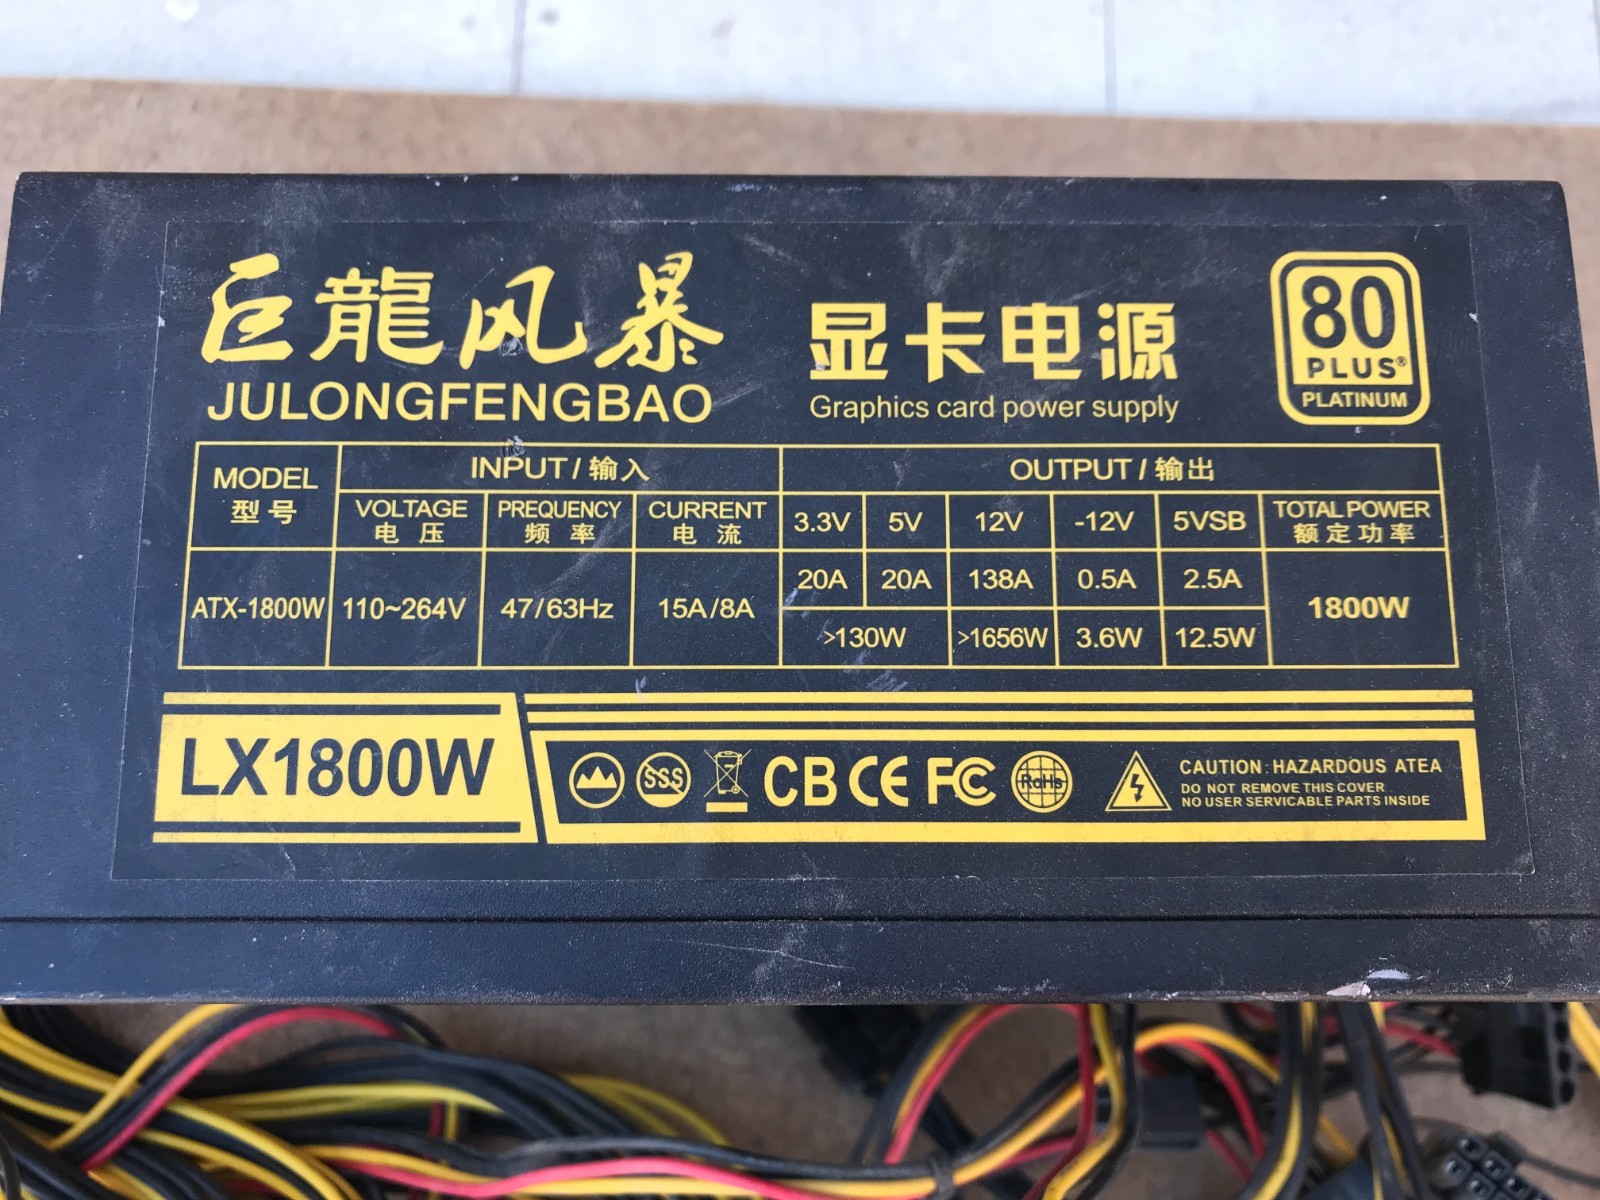 巨龍风暴
JULONGFENGBAO
显卡电源
Graphics card power supply
80
PLUS®
PLATINUM
MODEL
型号
INPUT / 输入
OUTPUT / 输出
VOLTAGE
电 压
PREQUENCY
频 率
CURRENT
电 流
3.3V
5V
12V
-12V
5VSB
TOTAL POWER
额定功率
ATX-1800W
110~264V
47/63Hz
15A/8A
20A
20A
138A
0.5A
2.5A
1800W
>130W
>1656W
3.6W
12.5W
LX1800W
SSS
CB CE FC
RoHs
CAUTION: HAZARDOUS ATEA
DO NOT REMOVE THIS COVER
NO USER SERVICABLE PARTS INSIDE